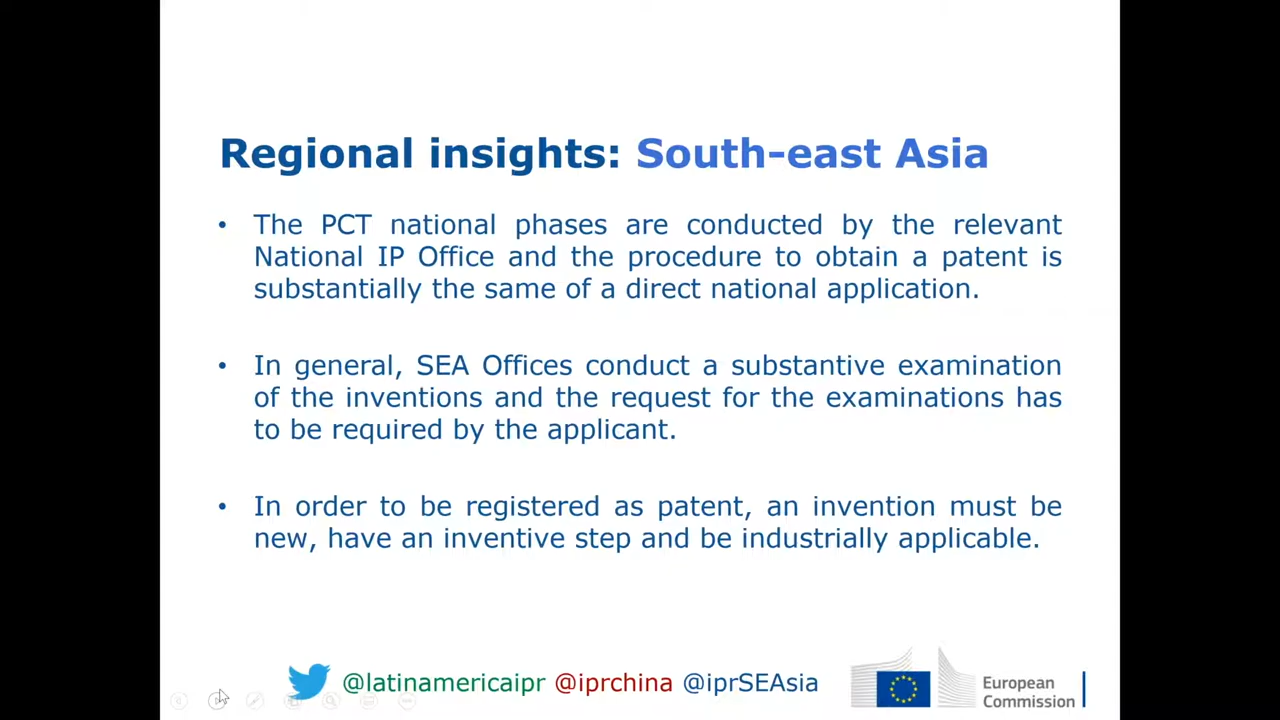 Regional insights: South-east Asia
• The PCT national phases are conducted by the relevant
National IP Office and the procedure to obtain a patent is
substantially the same of a direct national application.
• In general, SEA Offices conduct a substantive examination
of the inventions and the request for the examinations has
to be required by the applicant.
• In order to be registered as patent, an invention must be
new, have an inventive step and be industrially applicable.
@latinamericaipr @iprchina @iprSEAsia
European
Commission